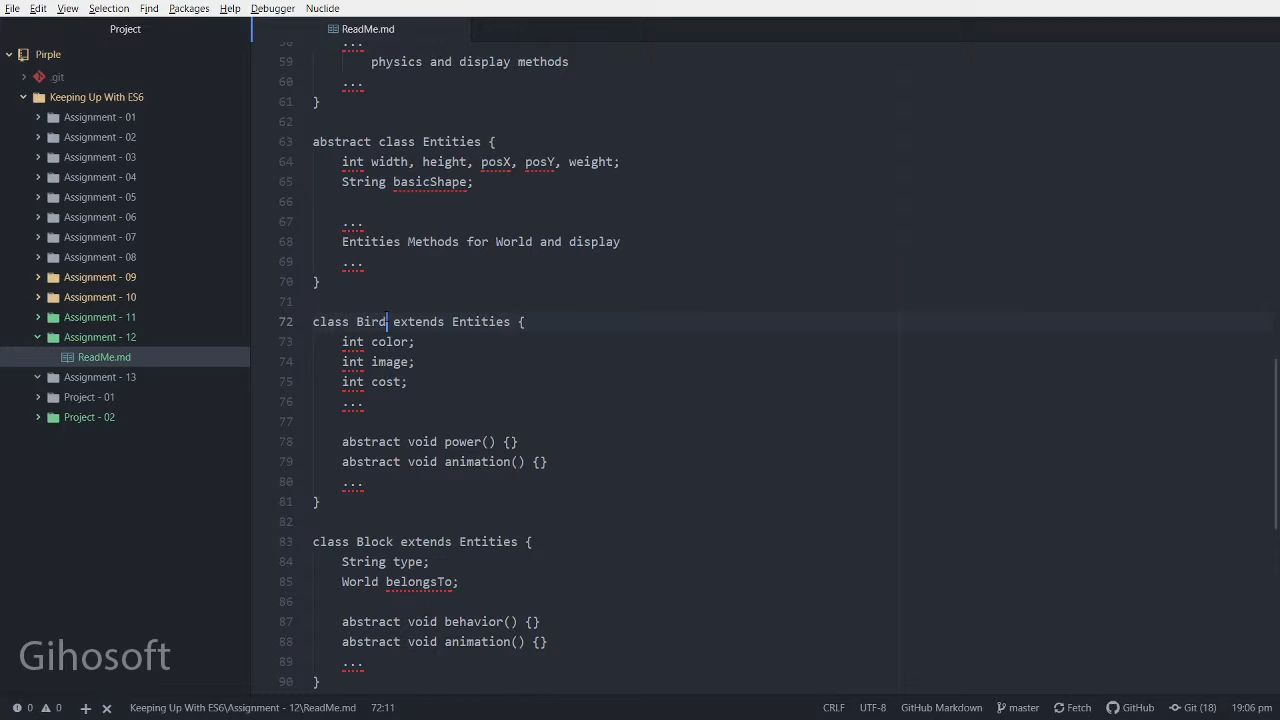 File Edit View Selection Find Packages Help Debugger Nuclide
Project
ReadMe.md
Pirple
.git
Keeping Up With ES6
Assignment - 01
Assignment - 02
Assignment - 03
Assignment - 04
Assignment - 05
Assignment - 06
Assignment - 07
Assignment - 08
Assignment - 09
Assignment - 10
Assignment - 11
Assignment - 12
ReadMe.md
Assignment - 13
Project - 01
Project - 02
58 ...
59 physics and display methods
60 ...
61 }
62
63 abstract class Entities {
64 int width, height, posX, posY, weight;
65 String basicShape;
66
67 ...
68 Entities Methods for World and display
69 ...
70 }
71
72 class Bird extends Entities {
73 int color;
74 int image;
75 int cost;
76 ...
77
78 abstract void power() {}
79 abstract void animation() {}
80 ...
81 }
82
83 class Block extends Entities {
84 String type;
85 World belongsTo;
86
87 abstract void behavior() {}
88 abstract void animation() {}
89 ...
90 }
Gihosoft
0 0 + × Keeping Up With ES6\Assignment - 12\ReadMe.md 72:11 CRLF UTF-8 GitHub Markdown master Fetch GitHub Git (18) 19:06 pm